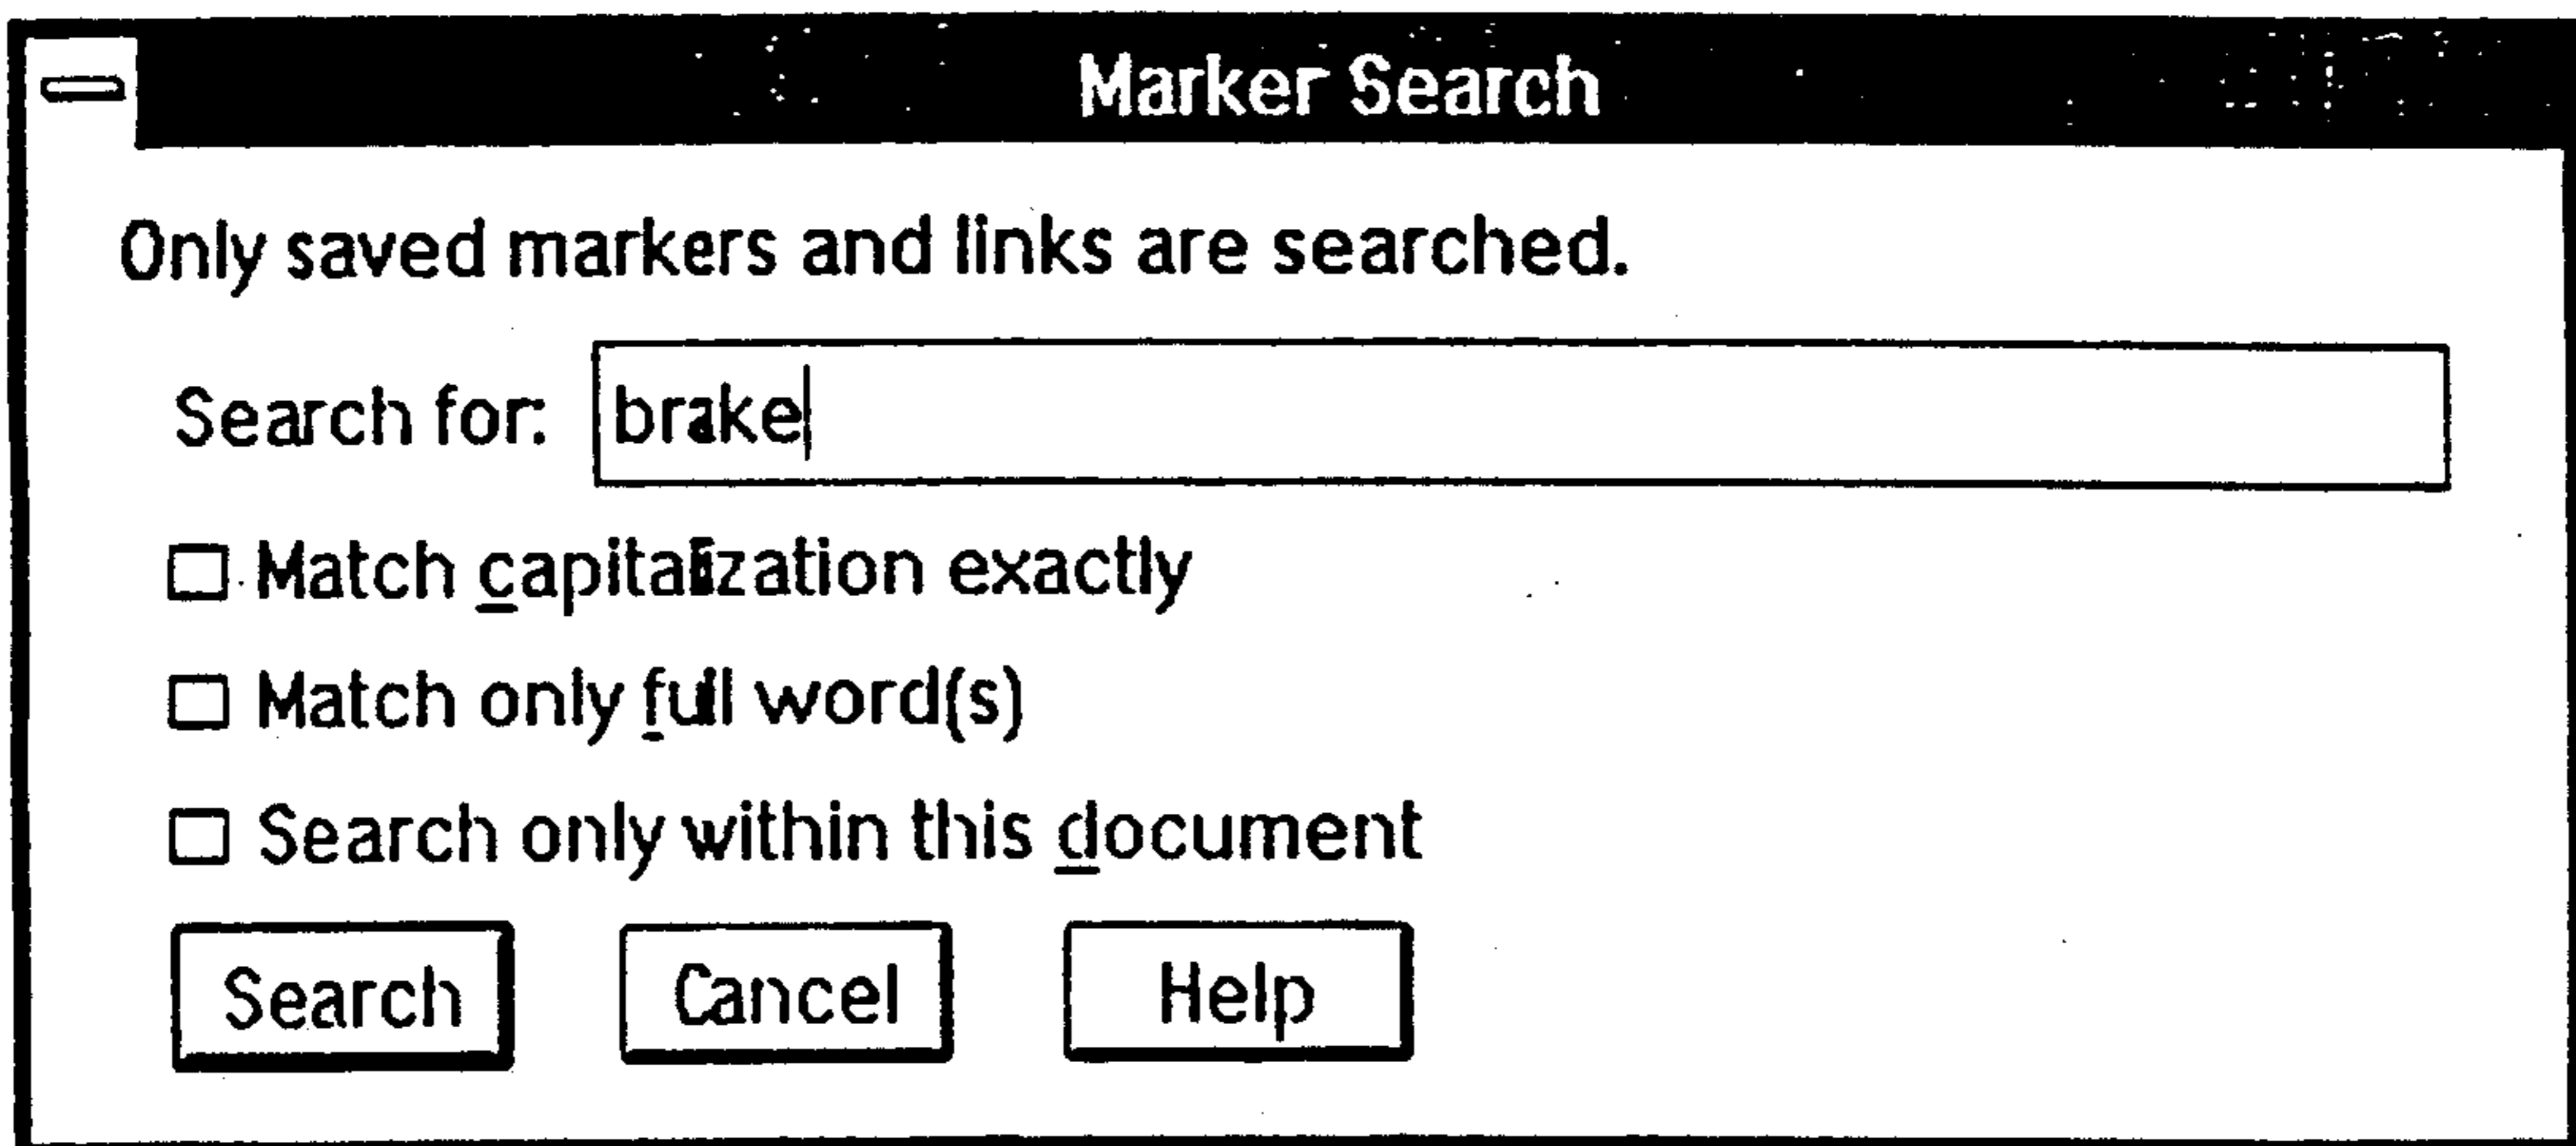 Marker Search
Only saved markers and links are searched.
Search for: brake
Match capitalization exactly
Match only full word(s)
Search only within this document
Search Cancel Help